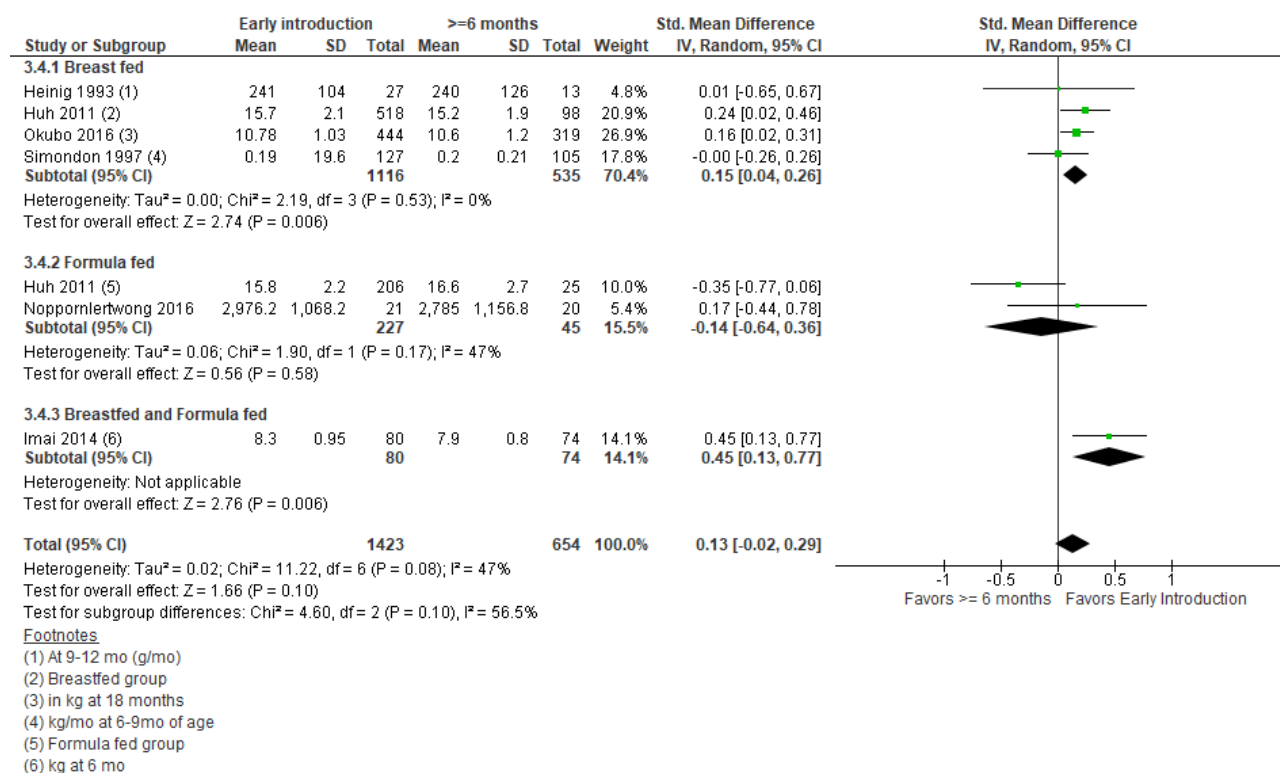 Early introduction >=6 months Std. Mean Difference Std. Mean Difference
Study or Subgroup Mean SD Total Mean SD Total Weight IV, Random, 95% CI IV, Random, 95% CI
3.4.1 Breast fed
Heinig 1993 (1) 241 104 27 240 126 13 4.8% 0.01 [-0.65, 0.67]
Huh 2011 (2) 15.7 2.1 518 15.2 1.9 98 20.9% 0.24 [0.02, 0.46]
Okubo 2016 (3) 10.78 1.03 444 10.6 1.2 319 26.9% 0.16 [0.02, 0.31]
Simondon 1997 (4) 0.19 19.6 127 0.2 0.21 105 17.8% -0.00 [-0.26, 0.26]
Subtotal (95% CI) 1116 535 70.4% 0.15 [0.04, 0.26]
Heterogeneity: Tau² = 0.00; Chi² = 2.19, df = 3 (P = 0.53); I² = 0%
Test for overall effect: Z = 2.74 (P = 0.006)
3.4.2 Formula fed
Huh 2011 (5) 15.8 2.2 206 16.6 2.7 25 10.0% -0.35 [-0.77, 0.06]
Noppornlertwong 2016 2,976.2 1,068.2 21 2,785 1,156.8 20 5.4% 0.17 [-0.44, 0.78]
Subtotal (95% CI) 227 45 15.5% -0.14 [-0.64, 0.36]
Heterogeneity: Tau² = 0.06; Chi² = 1.90, df = 1 (P = 0.17); I² = 47%
Test for overall effect: Z = 0.56 (P = 0.58)
3.4.3 Breastfed and Formula fed
Imai 2014 (6) 8.3 0.95 80 7.9 0.8 74 14.1% 0.45 [0.13, 0.77]
Subtotal (95% CI) 80 74 14.1% 0.45 [0.13, 0.77]
Heterogeneity: Not applicable
Test for overall effect: Z = 2.76 (P = 0.006)
Total (95% CI) 1423 654 100.0% 0.13 [-0.02, 0.29]
Heterogeneity: Tau² = 0.02; Chi² = 11.22, df = 6 (P = 0.08); I² = 47%
Test for overall effect: Z = 1.66 (P = 0.10)
Test for subgroup differences: Chi² = 4.60, df = 2 (P = 0.10), I² = 56.5%
-1 -0.5 0 0.5 1
Favors >= 6 months Favors Early Introduction
Footnotes
(1) At 9-12 mo (g/mo)
(2) Breastfed group
(3) in kg at 18 months
(4) kg/mo at 6-9mo of age
(5) Formula fed group
(6) kg at 6 mo